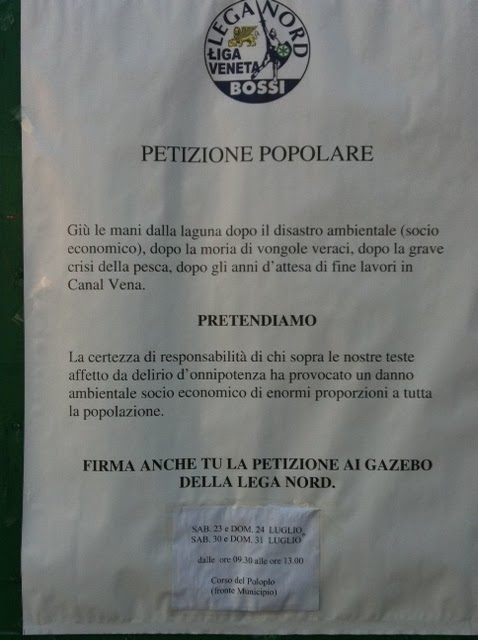 LEGA NORD
ŁIGA
VENETA
BOSSI
PETIZIONE POPOLARE
Giù le mani dalla laguna dopo il disastro ambientale (socio
economico), dopo la moria di vongole veraci, dopo la grave
crisi della pesca, dopo gli anni d'attesa di fine lavori in
Canal Vena.
PRETENDIAMO
La certezza di responsabilità di chi sopra le nostre teste
affetto da delirio d'onnipotenza ha provocato un danno
ambientale socio economico di enormi proporzioni a tutta
la popolazione.
FIRMA ANCHE TU LA PETIZIONE AI GAZEBO
DELLA LEGA NORD.
SAB. 23 e DOM. 24 LUGLIO
SAB. 30 e DOM. 31 LUGLIO
dalle ore 09.30 alle ore 13.00
Corso del Poloplo
(fronte Municipio)